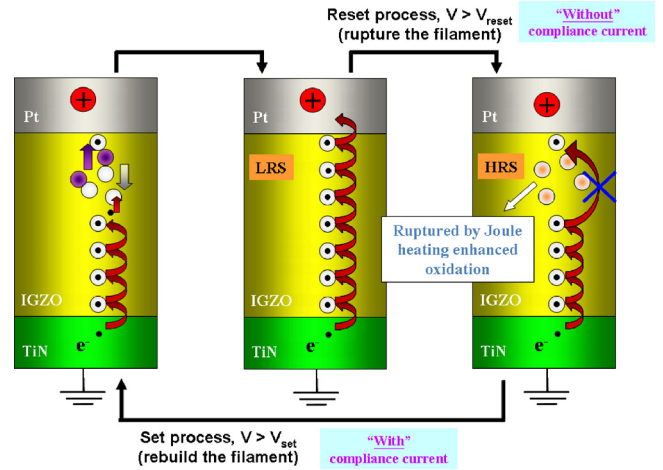 Reset process, V > Vreset
(rupture the filament)
“Without”
compliance current
+
Pt
IGZO
TiN
e-
+
Pt
LRS
IGZO
TiN
e-
+
Pt
HRS
Ruptured by Joule
heating enhanced
oxidation
IGZO
TiN
e-
Set process, V > Vset
(rebuild the filament)
“With”
compliance current